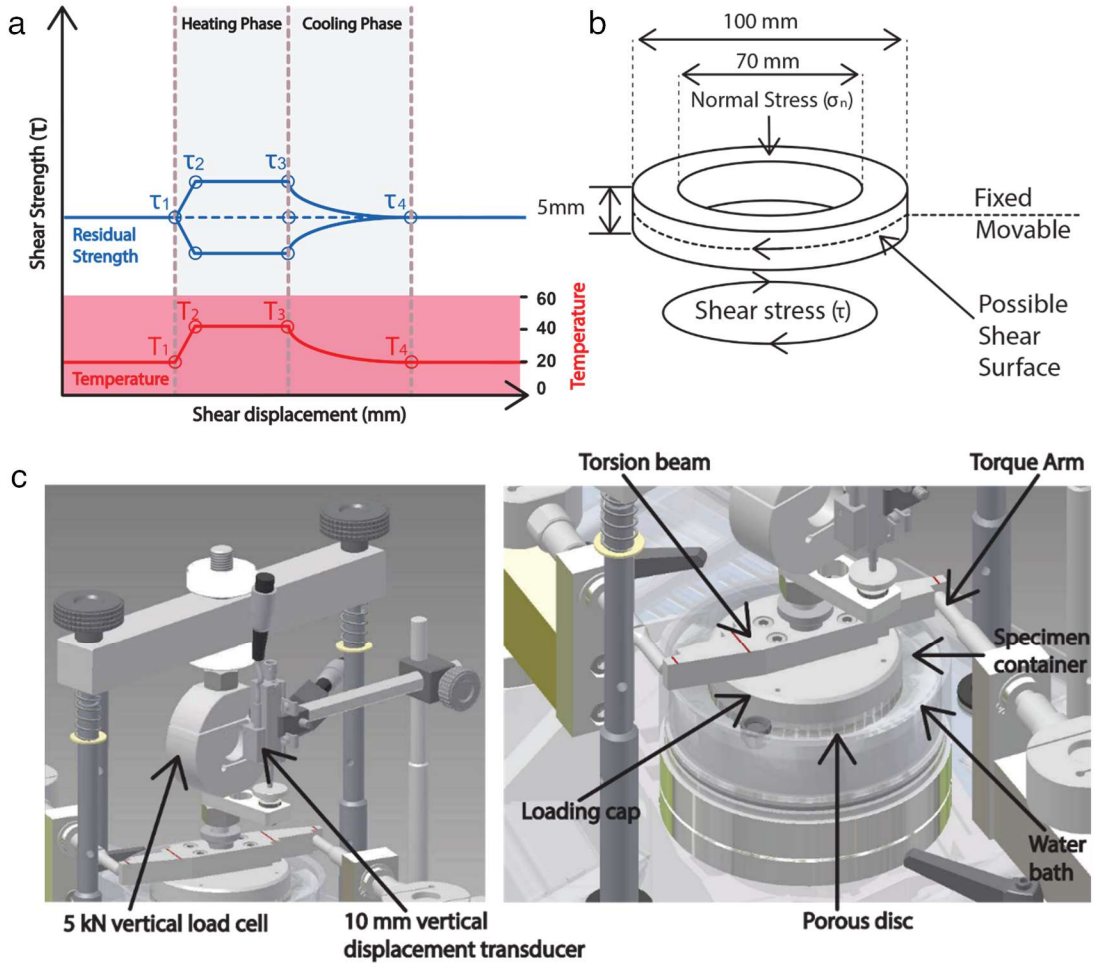 a
Heating Phase
Cooling Phase
Shear Strength (τ)
τ1
τ2
τ3
τ4
Residual
Strength
T1
T2
T3
T4
Temperature
60
40
20
0
Temperature
Shear displacement (mm)
b
100 mm
70 mm
Normal Stress (σn)
5mm
Fixed
Movable
Shear stress (τ)
Possible
Shear
Surface
c
5 kN vertical load cell
10 mm vertical
displacement transducer
Torsion beam
Torque Arm
Specimen
container
Loading cap
Water
bath
Porous disc